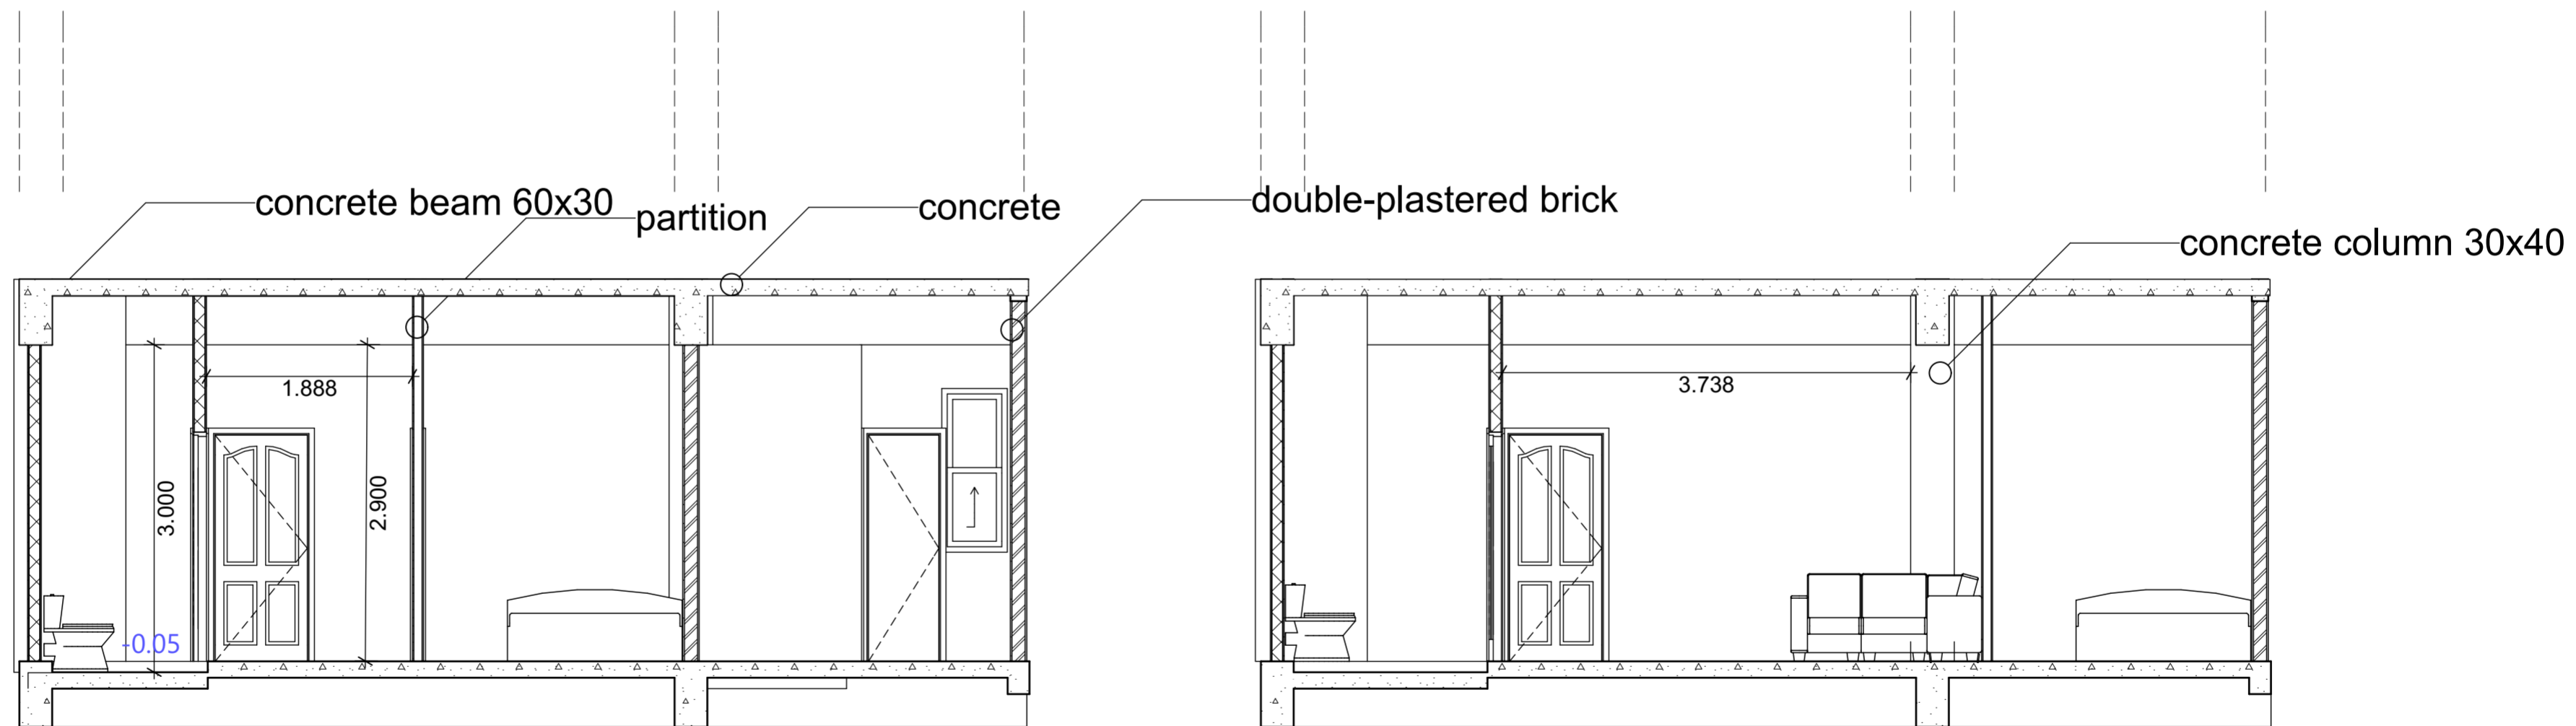 concrete beam 60x30
partition
concrete
double-plastered brick
concrete column 30x40
1.888
3.738
3.000
2.900
-0.05